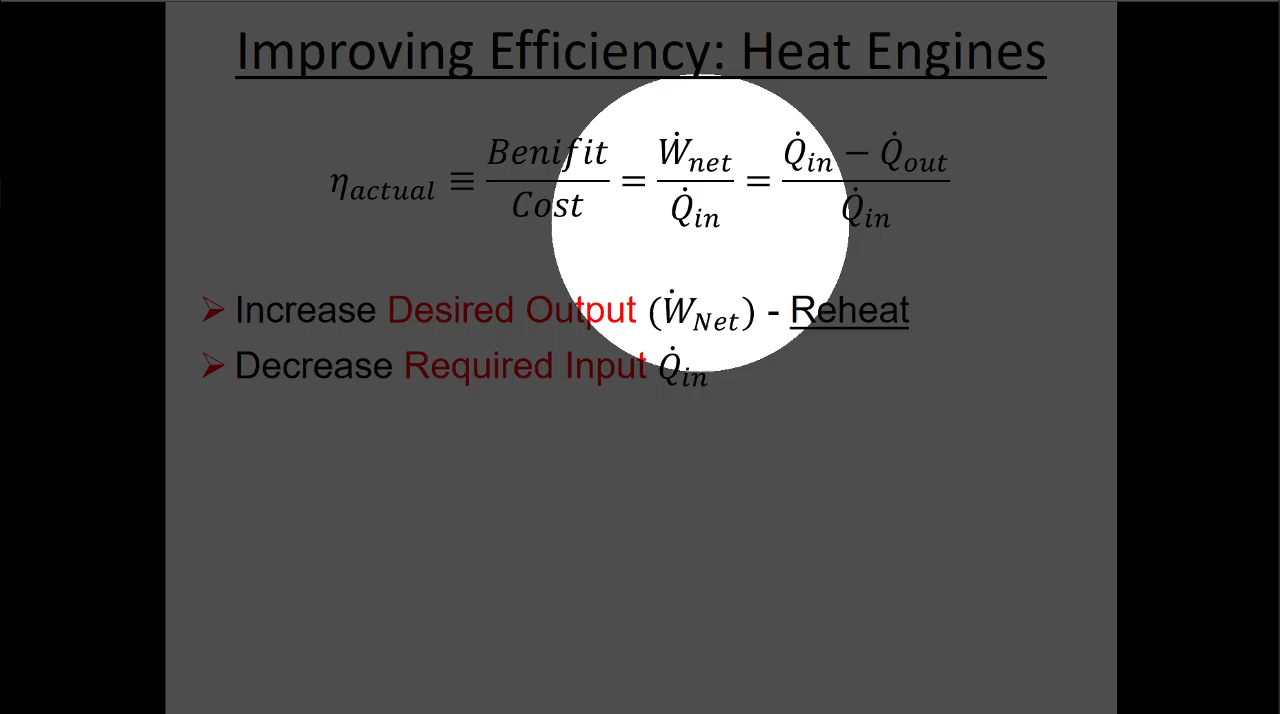 Improving Efficiency: Heat Engines
η_actual ≡ Benifit / Cost = Ẇ_net / Q̇_in = (Q̇_in − Q̇_out) / Q̇_in
➢ Increase Desired Output (Ẇ_Net) - Reheat
➢ Decrease Required Input Q̇_in